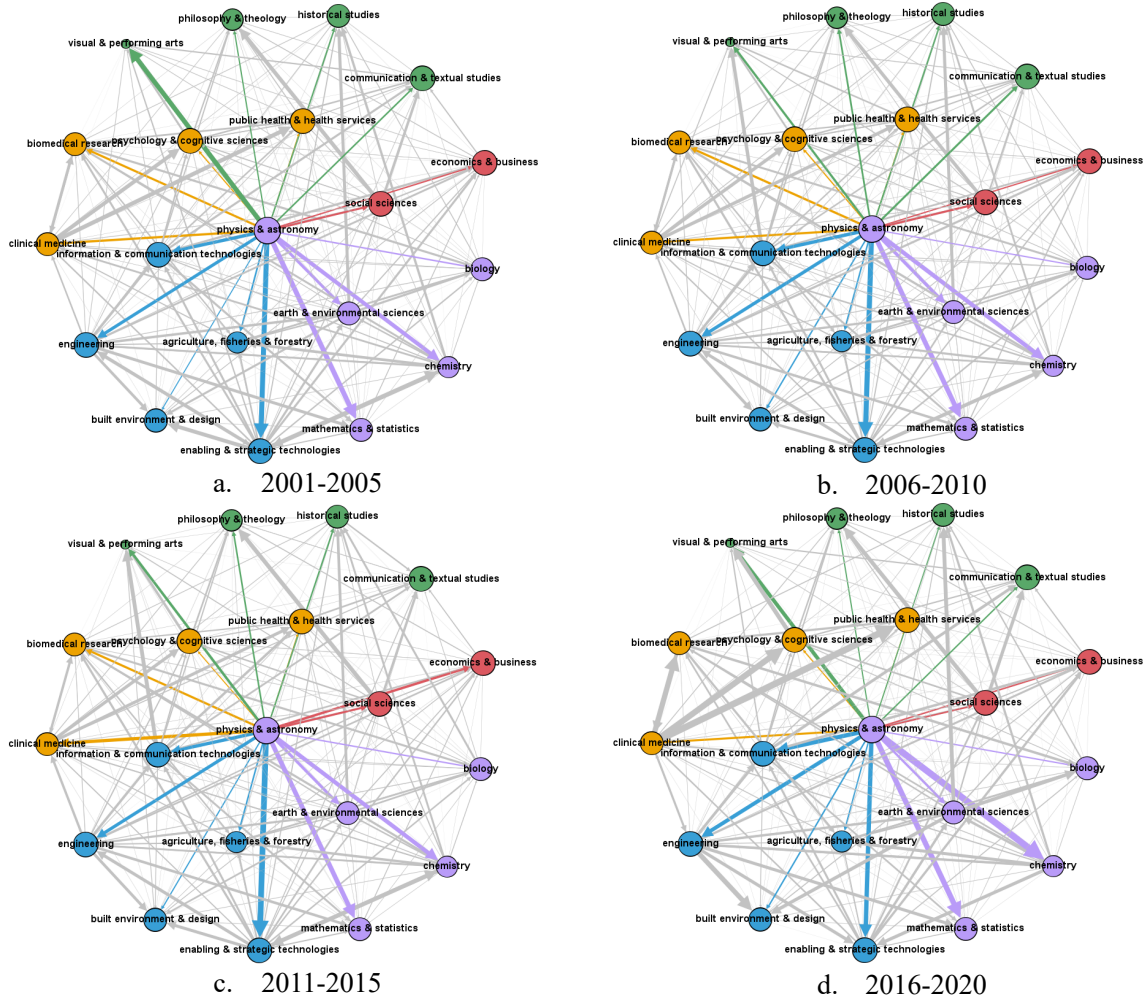 philosophy & theology
historical studies
visual & performing arts
communication & textual studies
public health & health services
biomedical research
psychology & cognitive sciences
economics & business
social sciences
physics & astronomy
clinical medicine
information & communication technologies
biology
earth & environmental sciences
engineering
agriculture, fisheries & forestry
chemistry
built environment & design
mathematics & statistics
enabling & strategic technologies
a. 2001-2005
philosophy & theology
historical studies
visual & performing arts
communication & textual studies
public health & health services
biomedical research
psychology & cognitive sciences
economics & business
social sciences
physics & astronomy
clinical medicine
information & communication technologies
biology
earth & environmental sciences
engineering
agriculture, fisheries & forestry
chemistry
built environment & design
mathematics & statistics
enabling & strategic technologies
b. 2006-2010
philosophy & theology
historical studies
visual & performing arts
communication & textual studies
public health & health services
biomedical research
psychology & cognitive sciences
economics & business
social sciences
physics & astronomy
clinical medicine
information & communication technologies
biology
earth & environmental sciences
engineering
agriculture, fisheries & forestry
chemistry
built environment & design
mathematics & statistics
enabling & strategic technologies
c. 2011-2015
philosophy & theology
historical studies
visual & performing arts
communication & textual studies
public health & health services
biomedical research
psychology & cognitive sciences
economics & business
social sciences
physics & astronomy
clinical medicine
information & communication technologies
biology
earth & environmental sciences
engineering
agriculture, fisheries & forestry
chemistry
built environment & design
mathematics & statistics
enabling & strategic technologies
d. 2016-2020